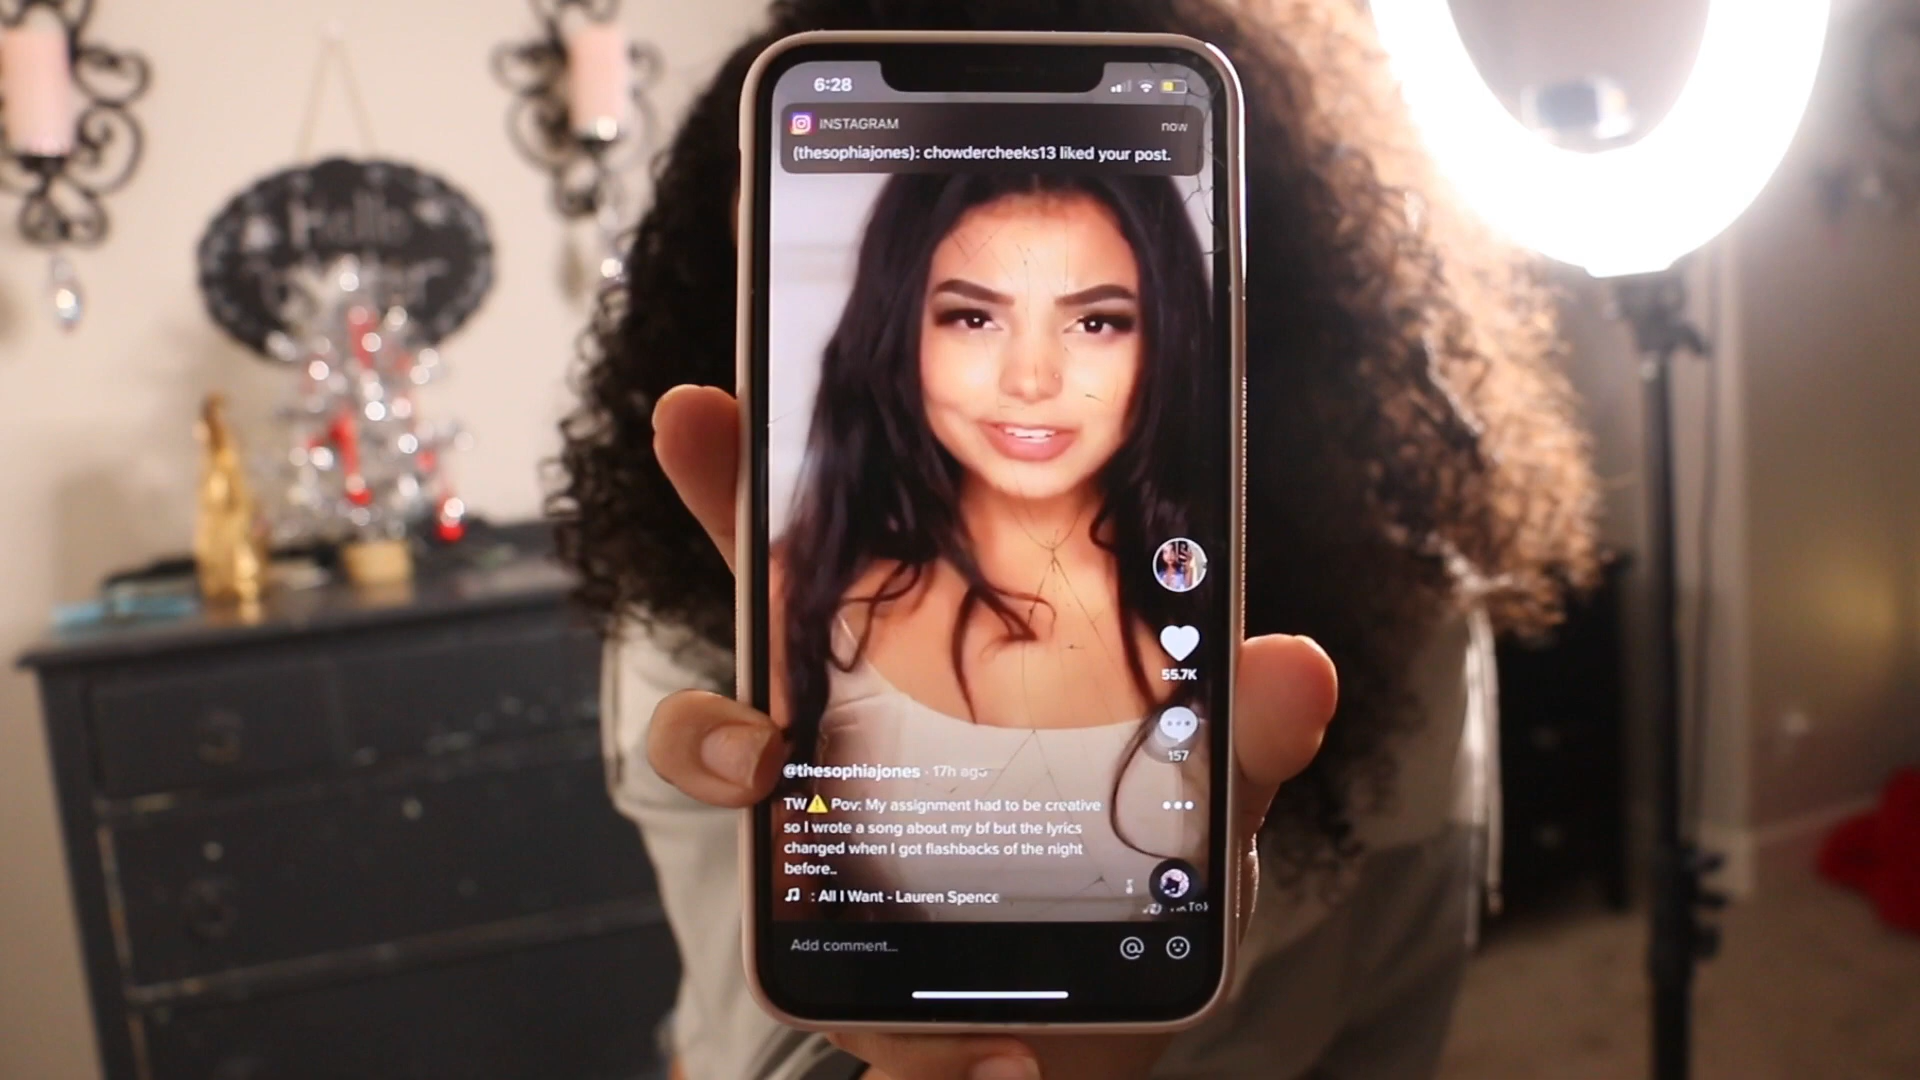 6:28
INSTAGRAM
now
(thesophiajones): chowdercheeks13 liked your post.
55.7K
157
@thesophiajones · 17h ago
TW⚠️ Pov: My assignment had to be creative
so I wrote a song about my bf but the lyrics
changed when I got flashbacks of the night
before..
: All I Want - Lauren Spence
TikTok
Add comment...
Hello